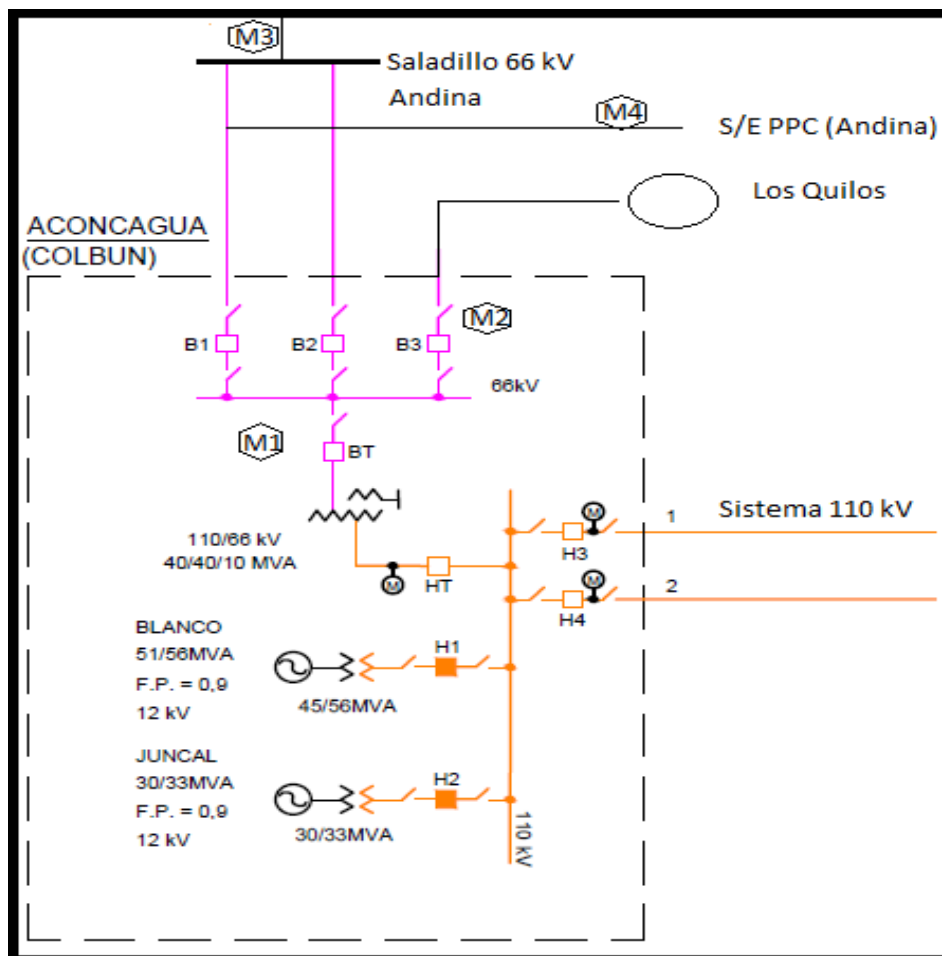 M3
Saladillo 66 kV
Andina
M4
S/E PPC (Andina)
Los Quilos
ACONCAGUA
(COLBUN)
M2
B1
B2
B3
66kV
M1
BT
110/66 kV
40/40/10 MVA
M
HT
M
1
Sistema 110 kV
H3
M
2
H4
BLANCO
51/56MVA
F.P. = 0,9
12 kV
H1
45/56MVA
JUNCAL
30/33MVA
F.P. = 0,9
12 kV
H2
30/33MVA
110 kV